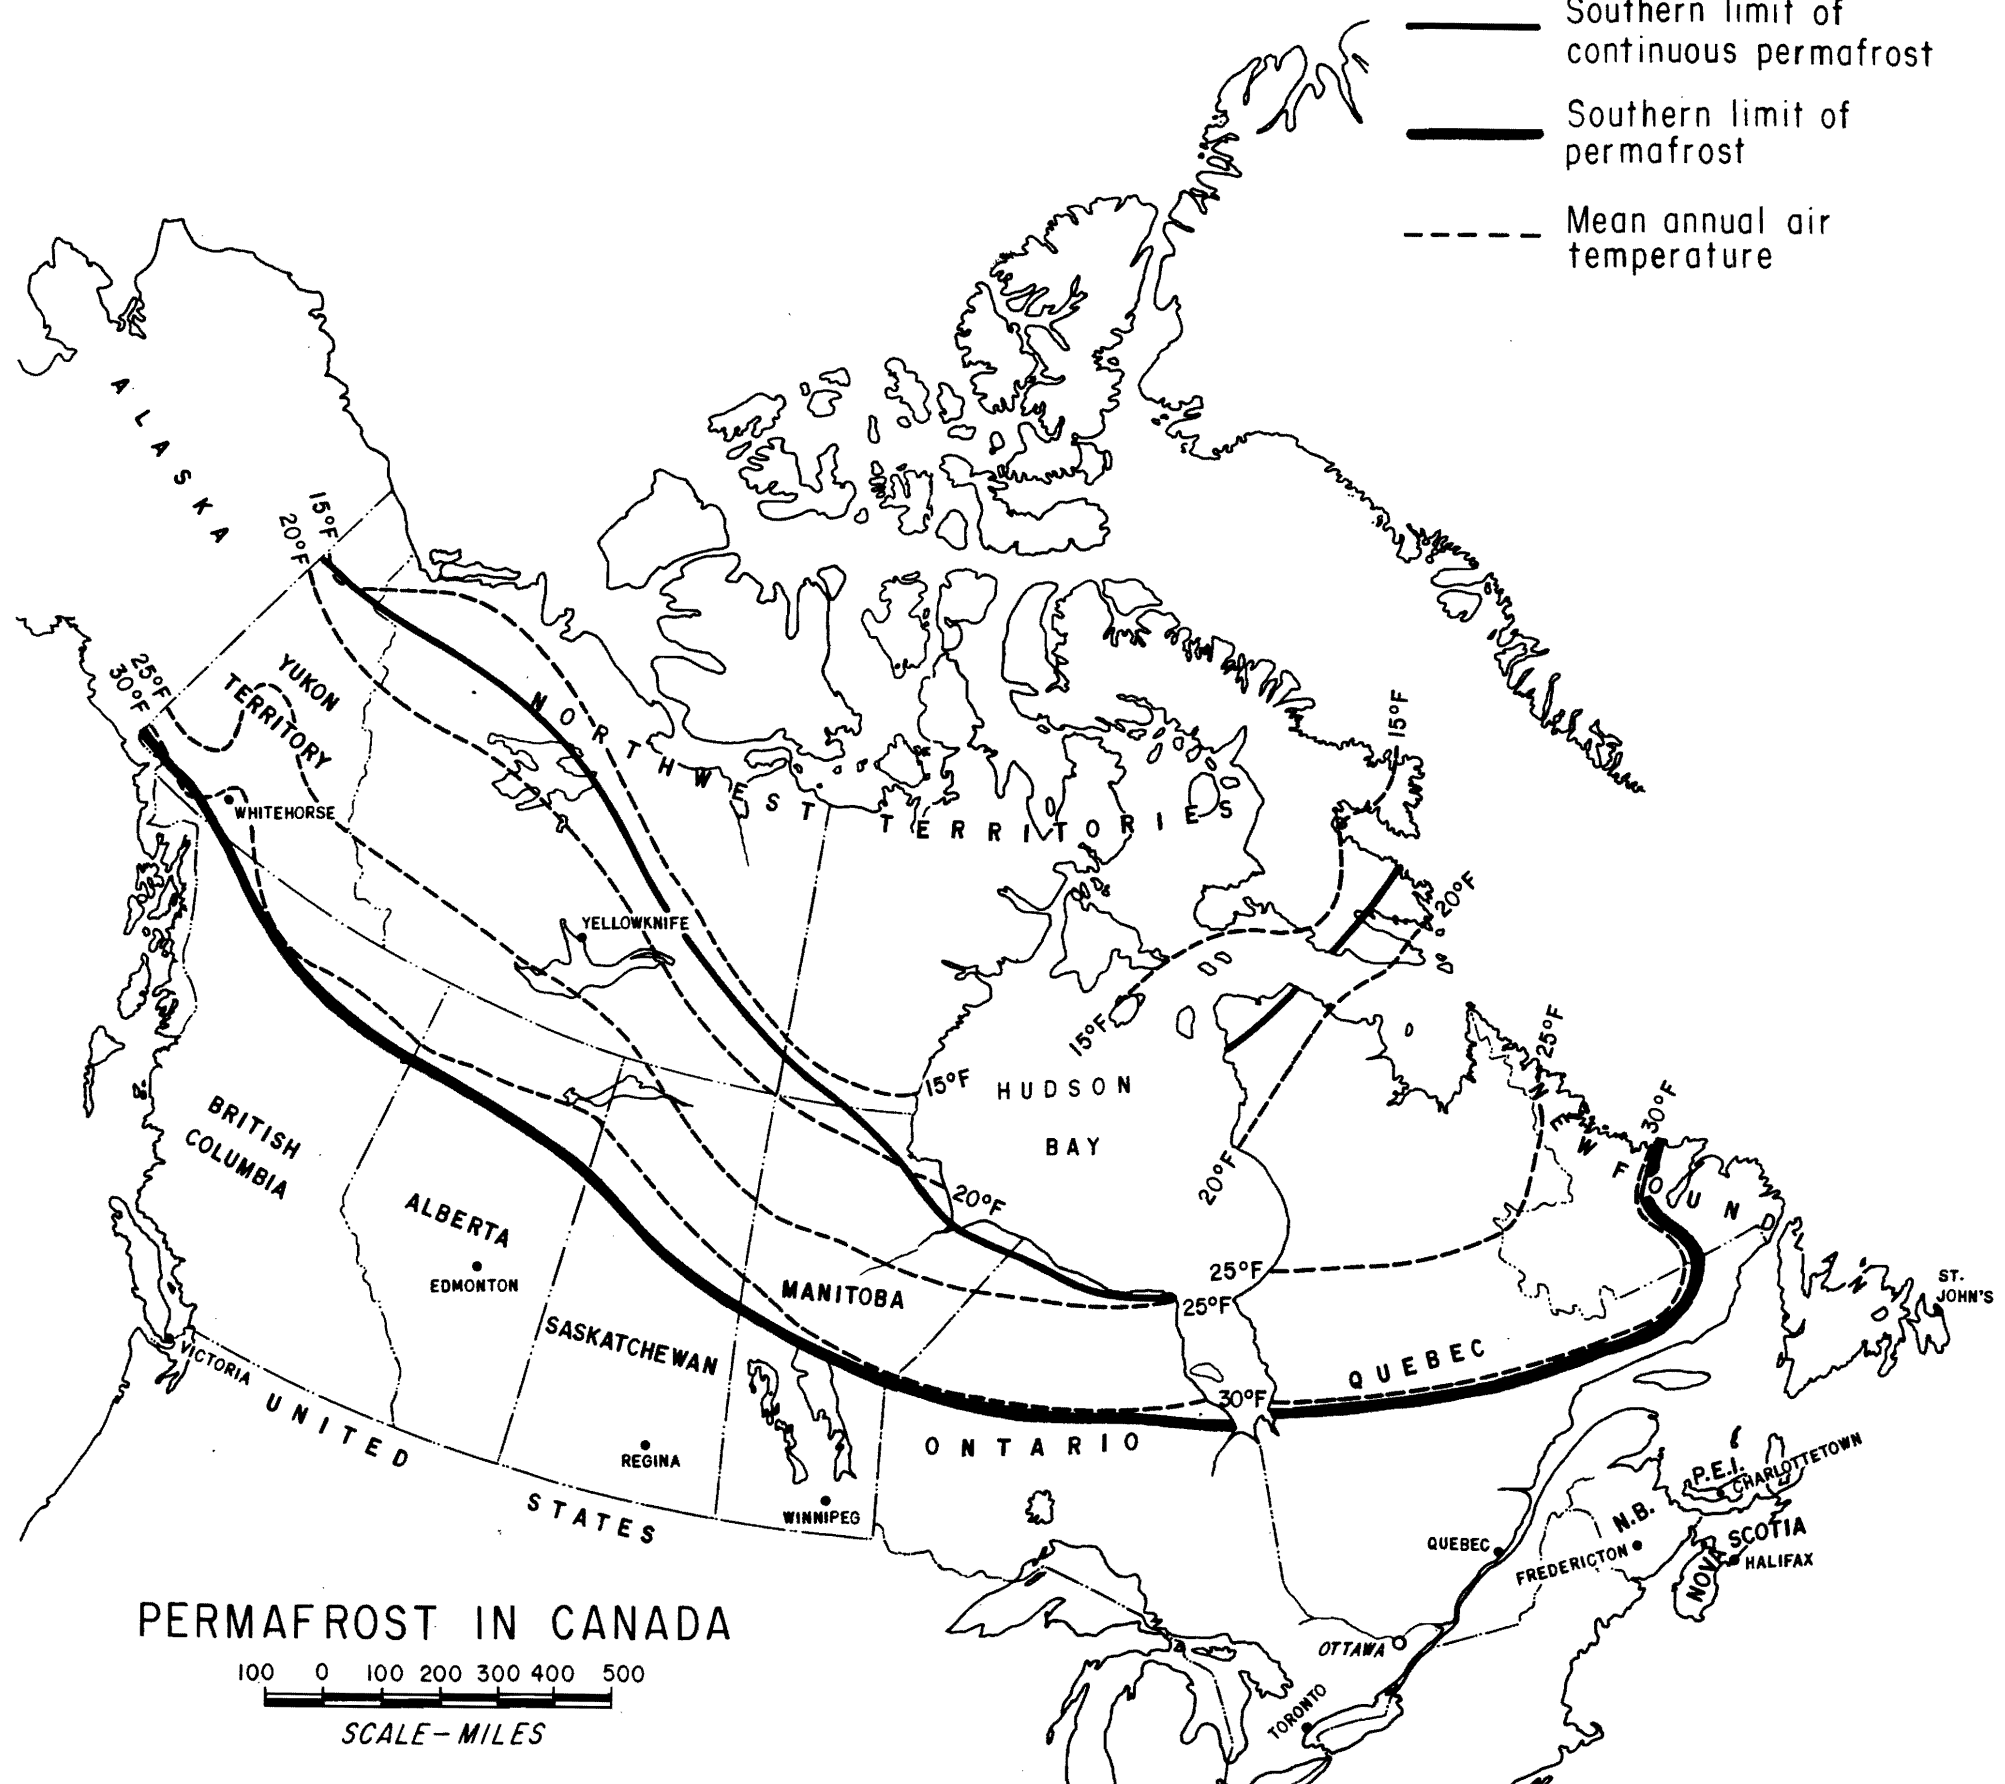 Southern limit of
continuous permafrost
Southern limit of
permafrost
Mean annual air
temperature
ALASKA
15°F
20°F
25°F
30°F
YUKON
TERRITORY
WHITEHORSE
NORTHWEST TERRITORIES
YELLOWKNIFE
15°F
20°F
15°F
15°F
20°F
25°F
30°F
HUDSON
BAY
20°F
25°F
25°F
30°F
BRITISH
COLUMBIA
ALBERTA
EDMONTON
SASKATCHEWAN
MANITOBA
REGINA
WINNIPEG
VICTORIA
UNITED
STATES
ONTARIO
QUEBEC
NEWFOUNDL
ST.
JOHN'S
P.E.I.
CHARLOTTETOWN
N.B.
NOVA SCOTIA
HALIFAX
FREDERICTON
QUEBEC
OTTAWA
TORONTO
PERMAFROST IN CANADA
100 0 100 200 300 400 500
SCALE-MILES